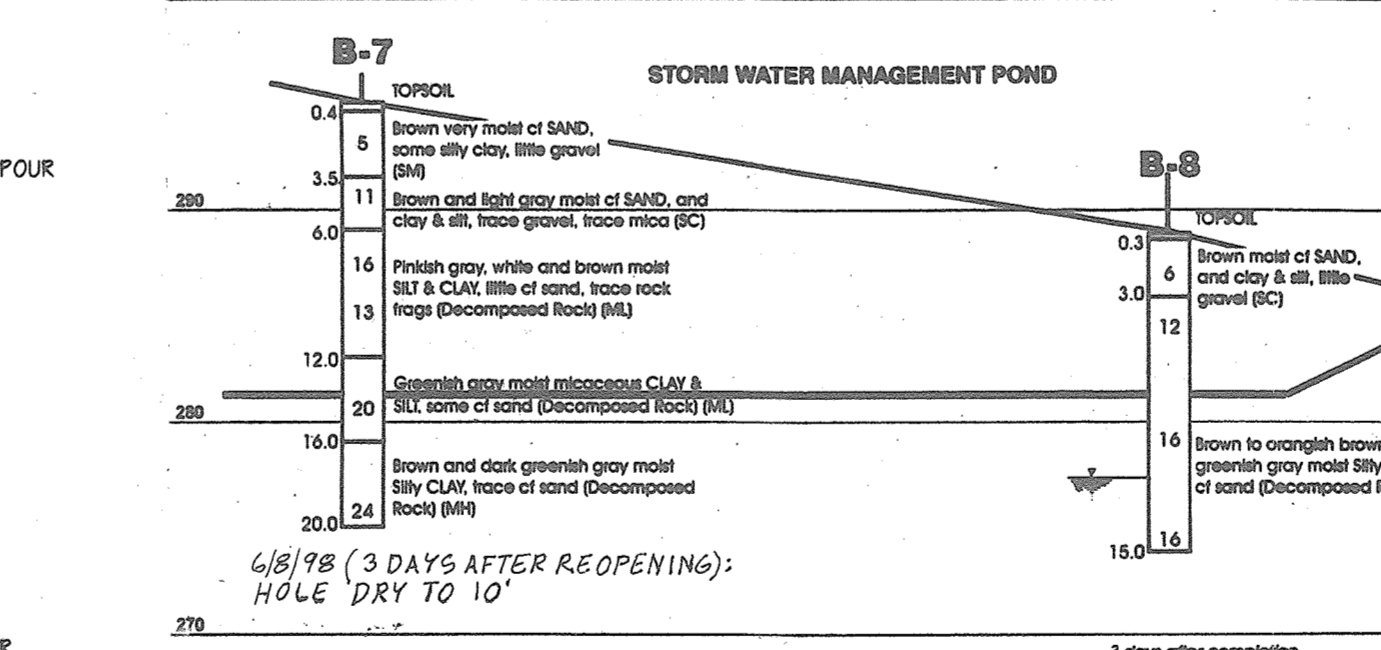 B-7
STORM WATER MANAGEMENT POND
TOPSOIL
0.4
5
Brown very moist cf SAND,
some silty clay, little gravel
(SM)
3.5
11
Brown and light gray moist cf SAND, and
clay & silt, trace gravel, trace mica (SC)
6.0
16
Pinkish gray, white and brown moist
SILT & CLAY, little cf sand, trace rock
frags (Decomposed Rock) (ML)
13
12.0
Greenish gray moist micaceous CLAY &
SILT, some cf sand (Decomposed Rock) (ML)
20
16.0
Brown and dark greenish gray moist
Silty CLAY, trace cf sand (Decomposed
Rock) (MH)
24
20.0
6/8/98 (3 DAYS AFTER REOPENING):
HOLE DRY TO 10'
POUR
290
280
270
B-8
TOPSOIL
0.3
6
Brown moist cf SAND,
and clay & silt, little
gravel (SC)
3.0
12
16
Brown to orangish brown
greenish gray moist Silty
cf sand (Decomposed
16
15.0
3 days after completion
R